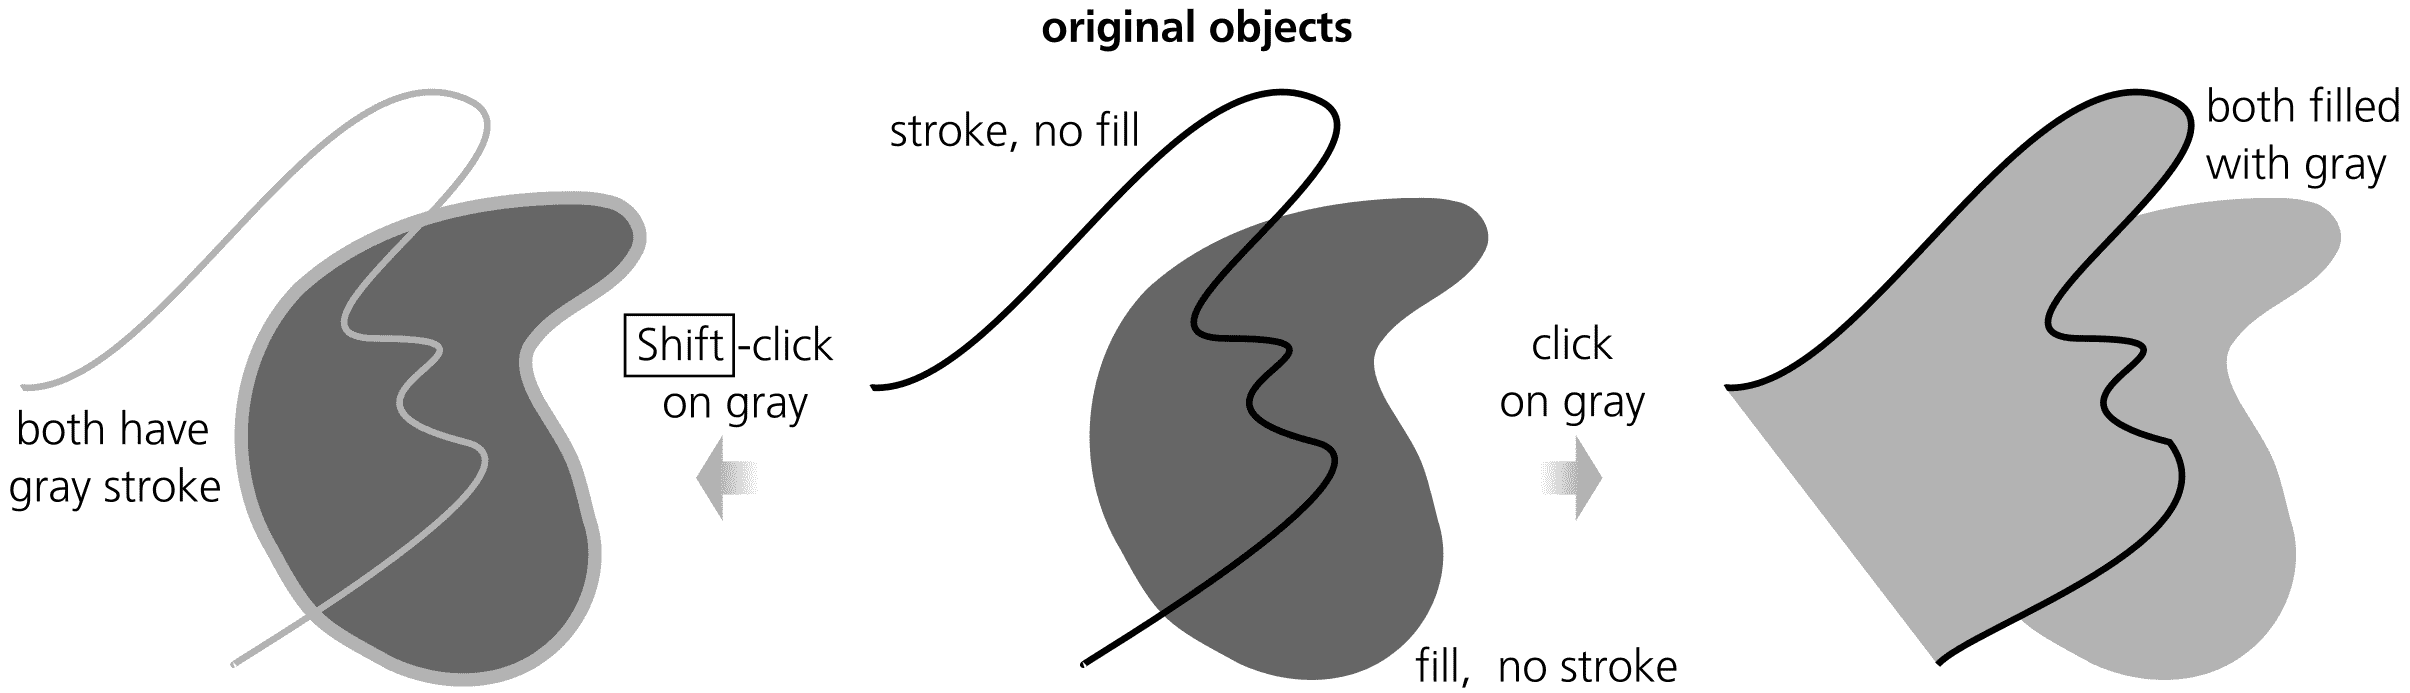 original objects
stroke, no fill
both filled
with gray
Shift-click
on gray
click
on gray
both have
gray stroke
fill,  no stroke